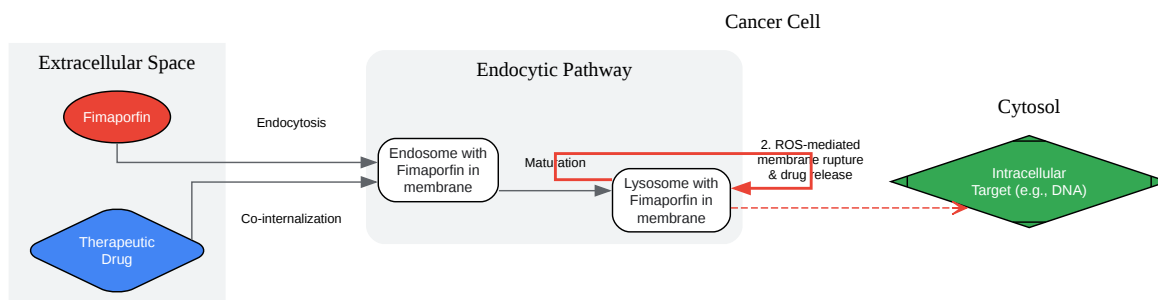 Cancer Cell
Extracellular Space
Endocytic Pathway
Cytosol
Fimaporfin
Endocytosis
Endosome with
Fimaporfin in
membrane
Maturation
2. ROS-mediated
membrane rupture
& drug release
Lysosome with
Fimaporfin in
membrane
Intracellular
Target (e.g., DNA)
Co-internalization
Therapeutic
Drug